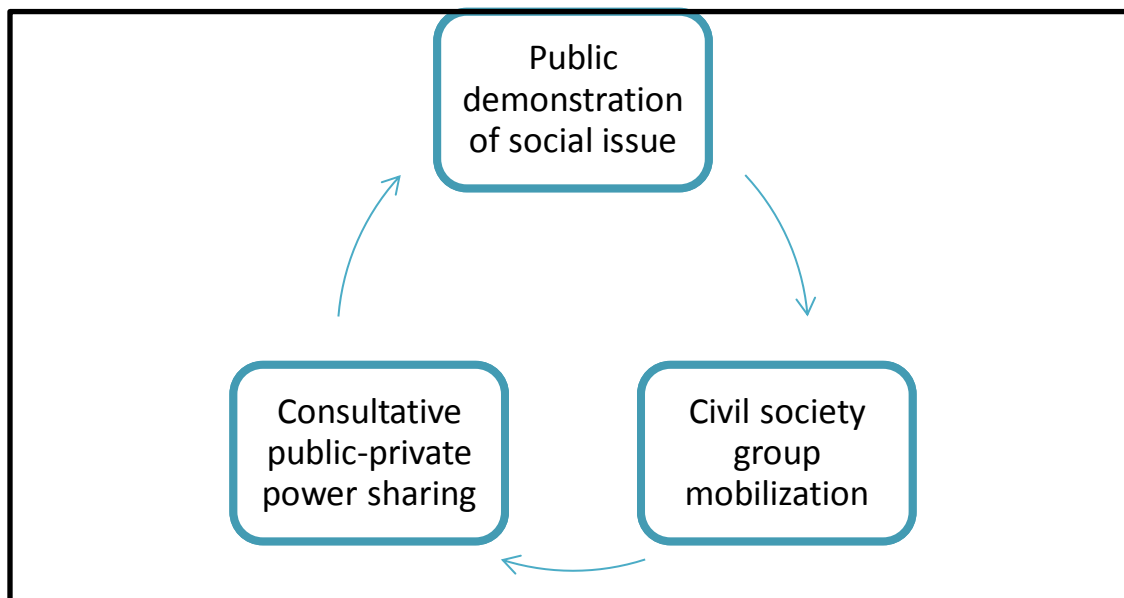 Public
demonstration
of social issue
Consultative
public-private
power sharing
Civil society
group
mobilization